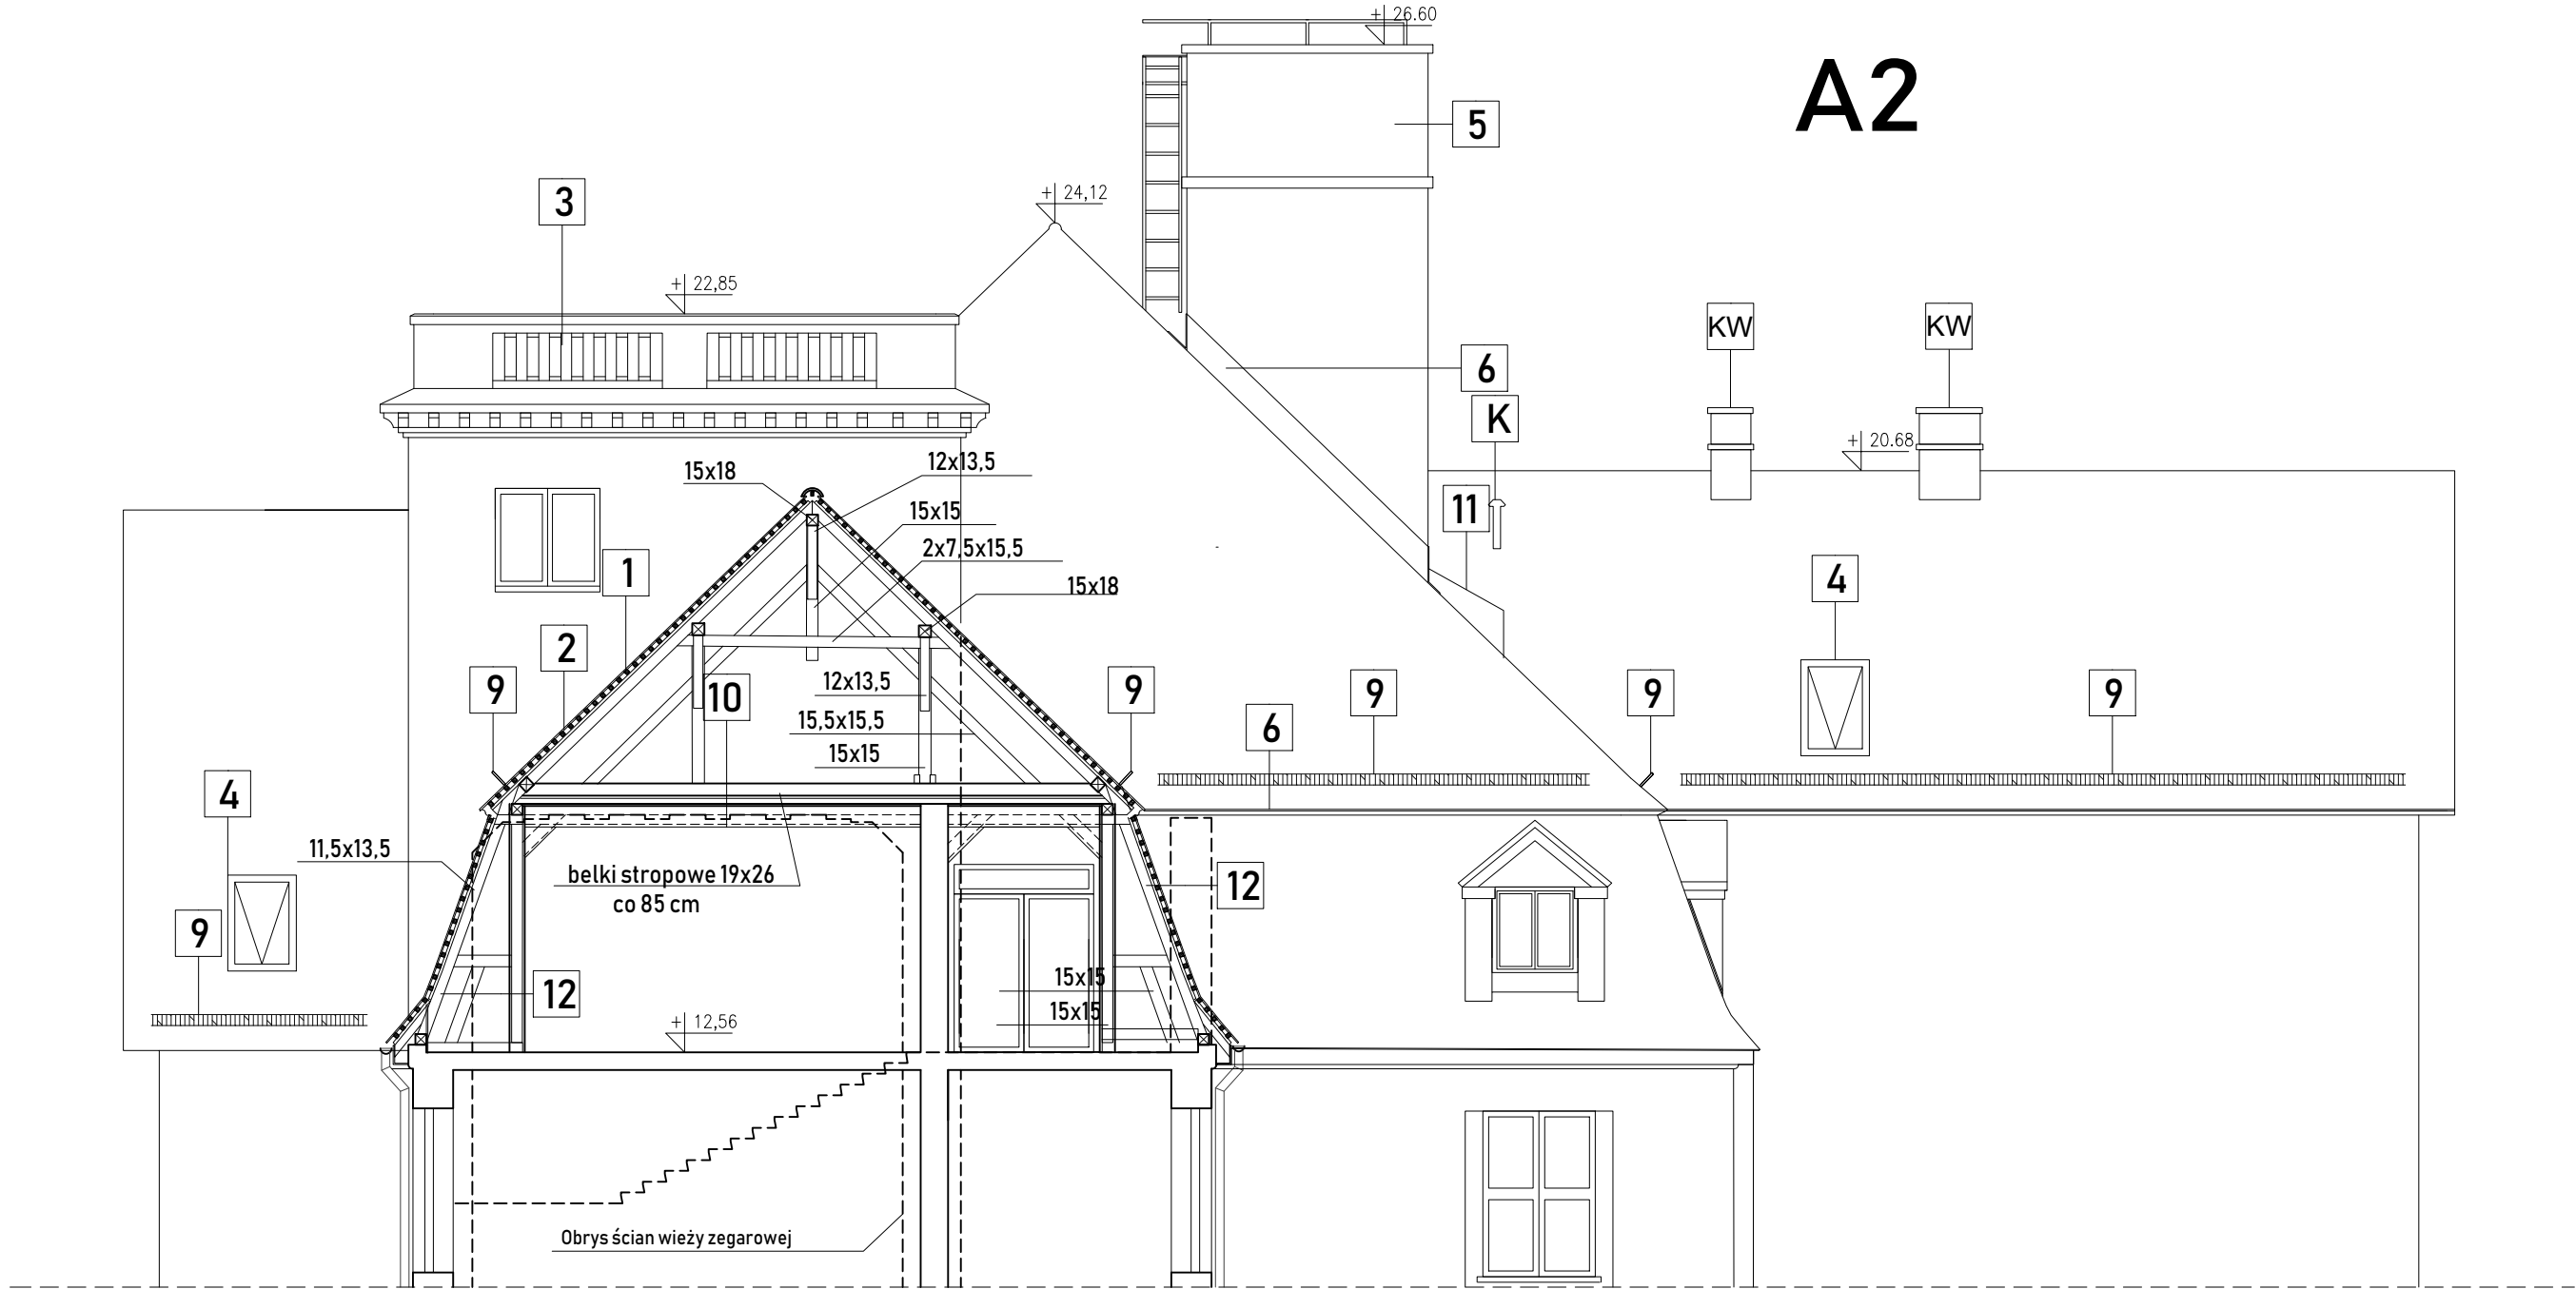 + 26.60
A2
5
+ 24,12
3
+ 22,85
KW
KW
6
K
+ 20.68
15x18
12x13,5
11
15x15
2x7,5x15,5
1
15x18
4
2
9
10
12x13,5
9
9
9
9
15,5x15,5
6
15x15
4
11,5x13,5
belki stropowe 19x26
co 85 cm
12
9
12
15x15
15x15
+ 12,56
Obrys ścian wieży zegarowej